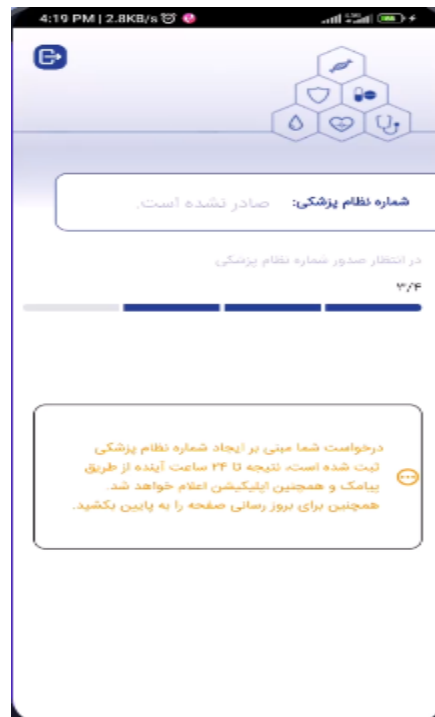 4:19 PM | 2.8KB/s
شماره نظام پزشکی: صادر نشده است.
در انتظار صدور شماره نظام پزشکی
۳/۴
درخواست شما مبنی بر ایجاد شماره نظام پزشکی
ثبت شده است، نتیجه تا ۲۴ ساعت آینده از طریق
پیامک و همچنین اپلیکیشن اعلام خواهد شد.
همچنین برای بروز رسانی صفحه را به پایین بکشید.